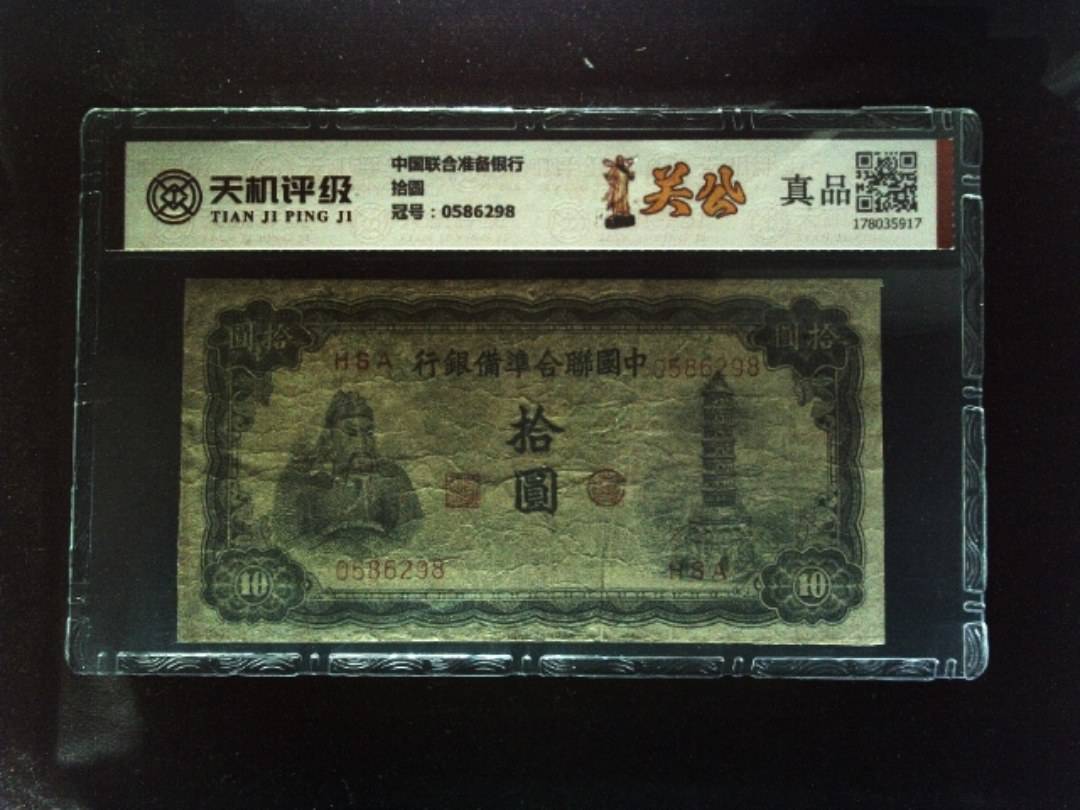 天机评级
TIAN JI PING JI
中国联合准备银行
拾圆
冠号：0586298
关公
真品
178035917
圓拾
圓拾
HSA
行銀備準合聯國中
0586298
拾
圓
0586298
HSA
10
10